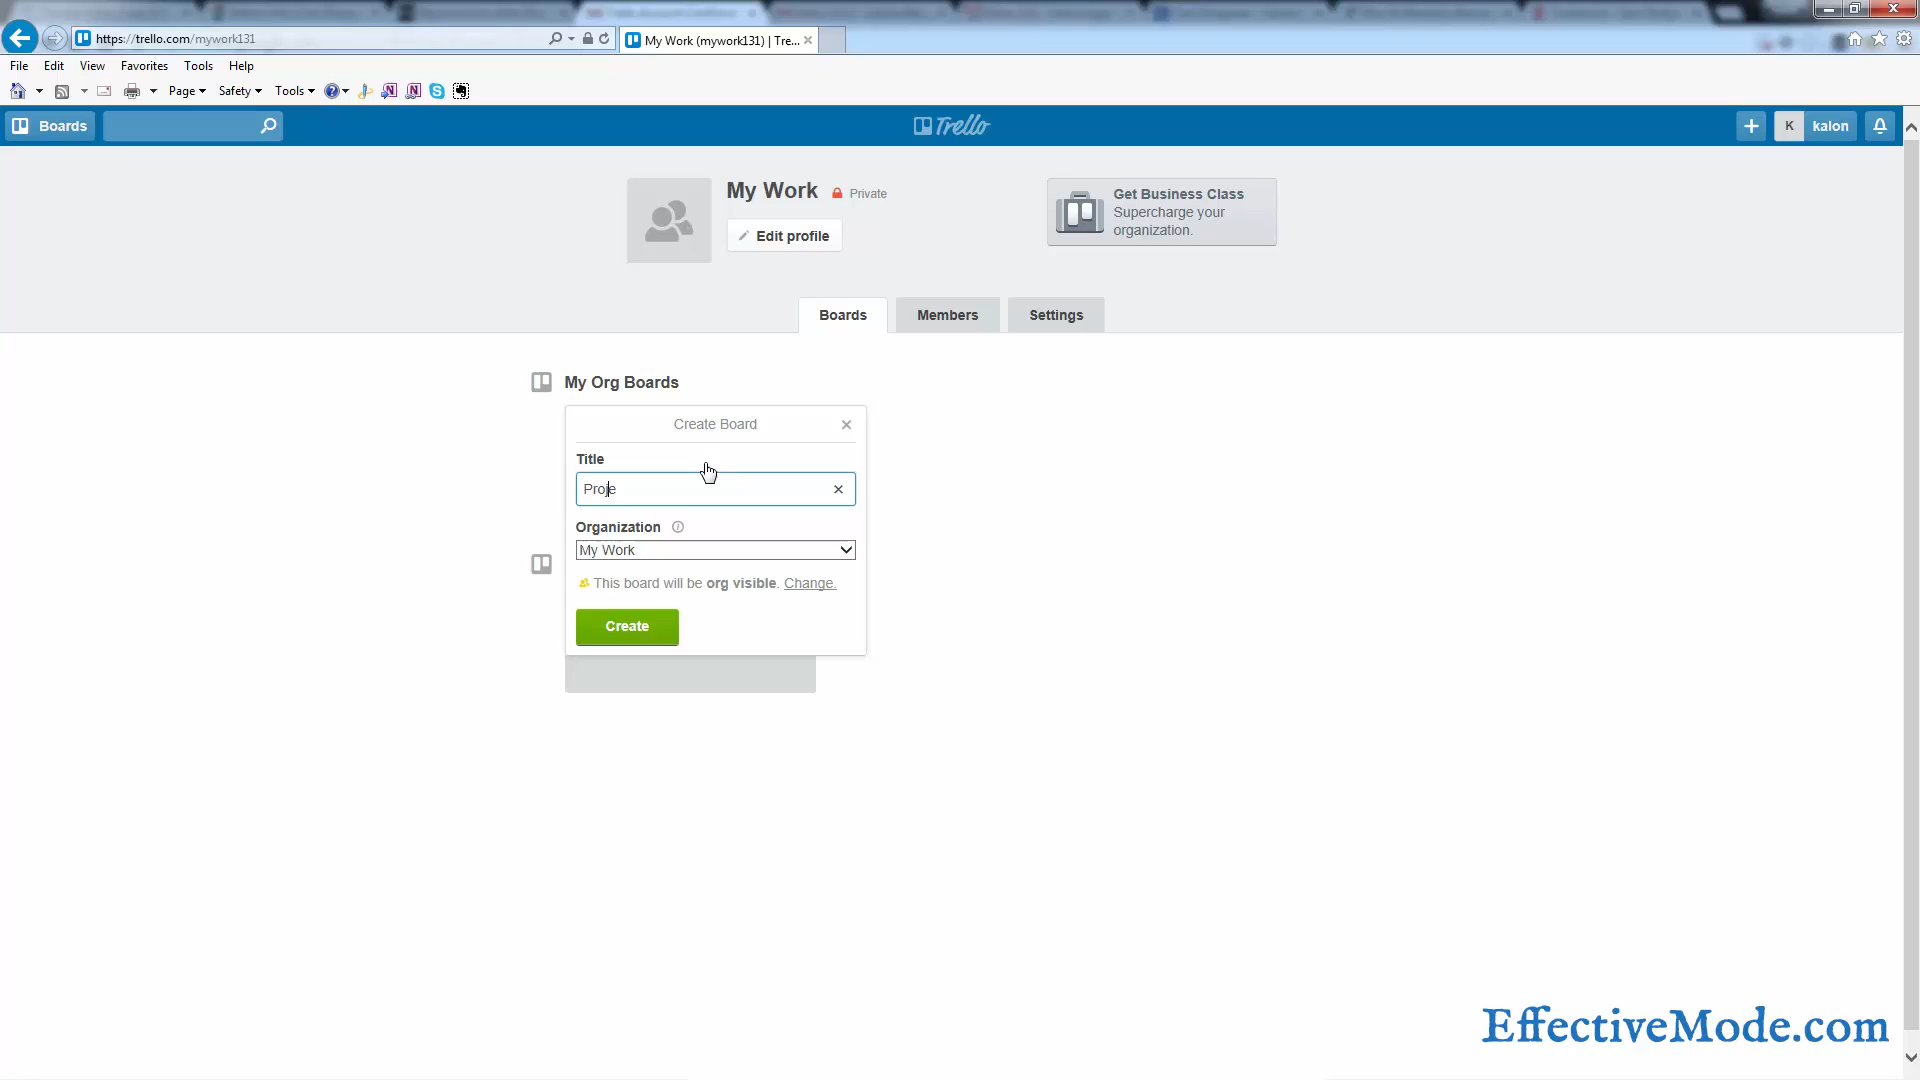 https://trello.com/mywork131
My Work (mywork131) | Tre...
File Edit View Favorites Tools Help
Page Safety Tools
Boards
Trello
K kalon
My Work Private
Edit profile
Get Business Class
Supercharge your
organization.
Boards Members Settings
My Org Boards
Create Board
Title
Proje
Organization
My Work
This board will be org visible. Change.
Create
EffectiveMode.com